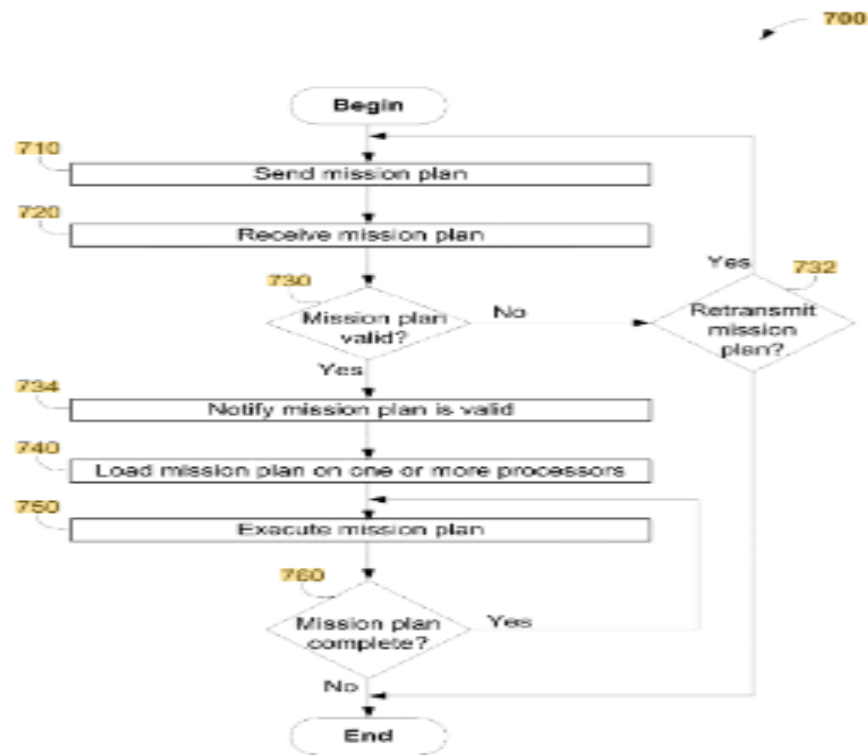 700
Begin
710
Send mission plan
720
Receive mission plan
730
Mission plan
valid?
No
Yes
732
Retransmit
mission
plan?
Yes
734
Notify mission plan is valid
740
Load mission plan on one or more processors
750
Execute mission plan
760
Mission plan
complete?
Yes
No
End